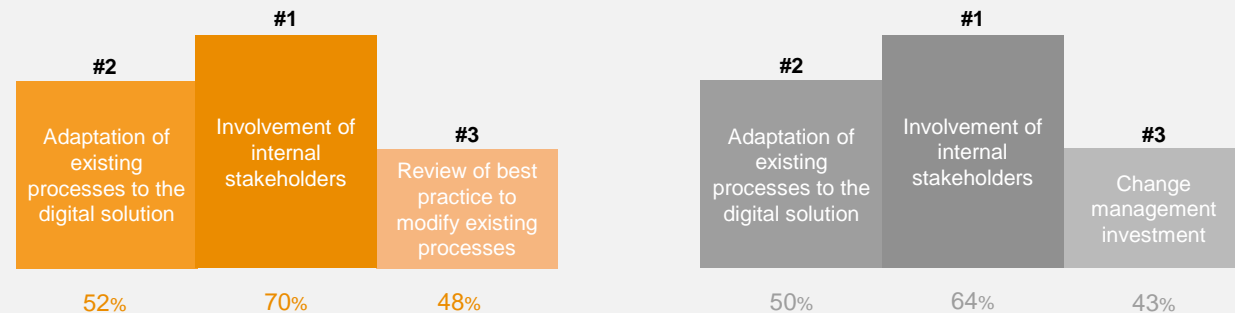 #2
Adaptation of
existing
processes to the
digital solution
52%
#1
Involvement of
internal
stakeholders
70%
#3
Review of best
practice to
modify existing
processes
48%
#2
Adaptation of
existing
processes to the
digital solution
50%
#1
Involvement of
internal
stakeholders
64%
#3
Change
management
investment
43%